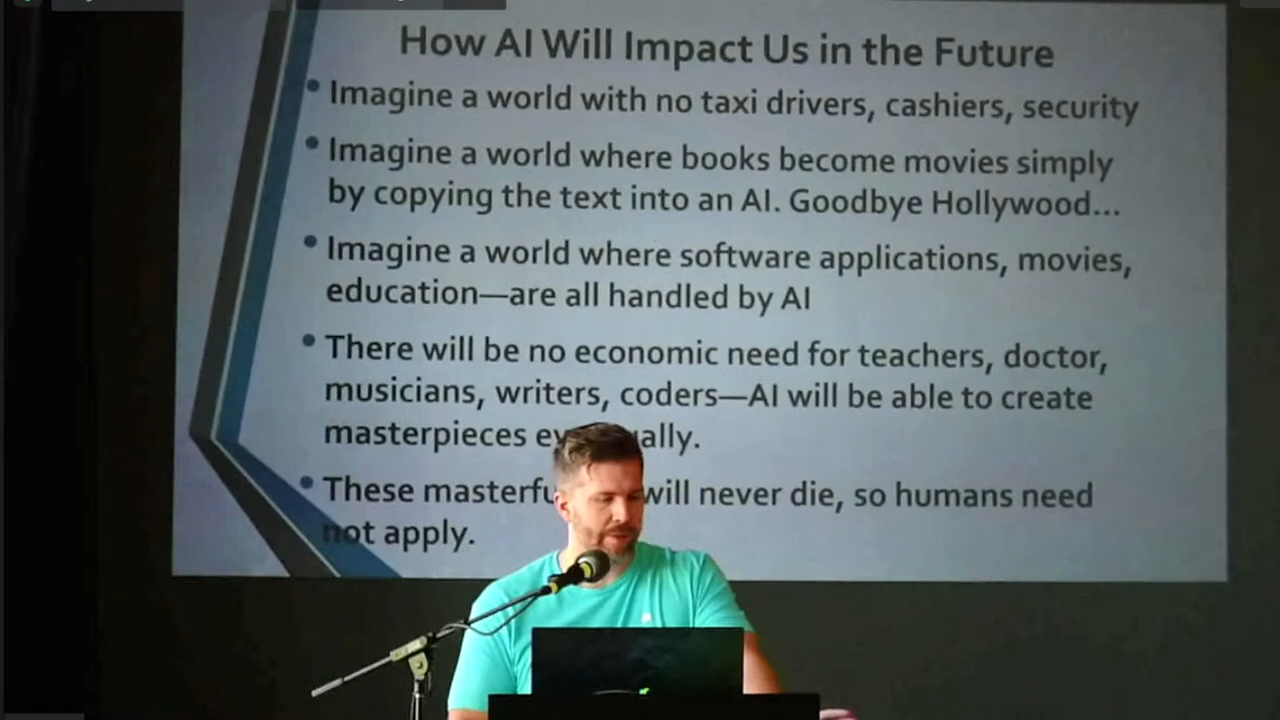 How AI Will Impact Us in the Future
• Imagine a world with no taxi drivers, cashiers, security
• Imagine a world where books become movies simply
by copying the text into an AI. Goodbye Hollywood...
• Imagine a world where software applications, movies,
education—are all handled by AI
• There will be no economic need for teachers, doctor,
musicians, writers, coders—AI will be able to create
masterpieces
• These will never die, so humans need
not apply.